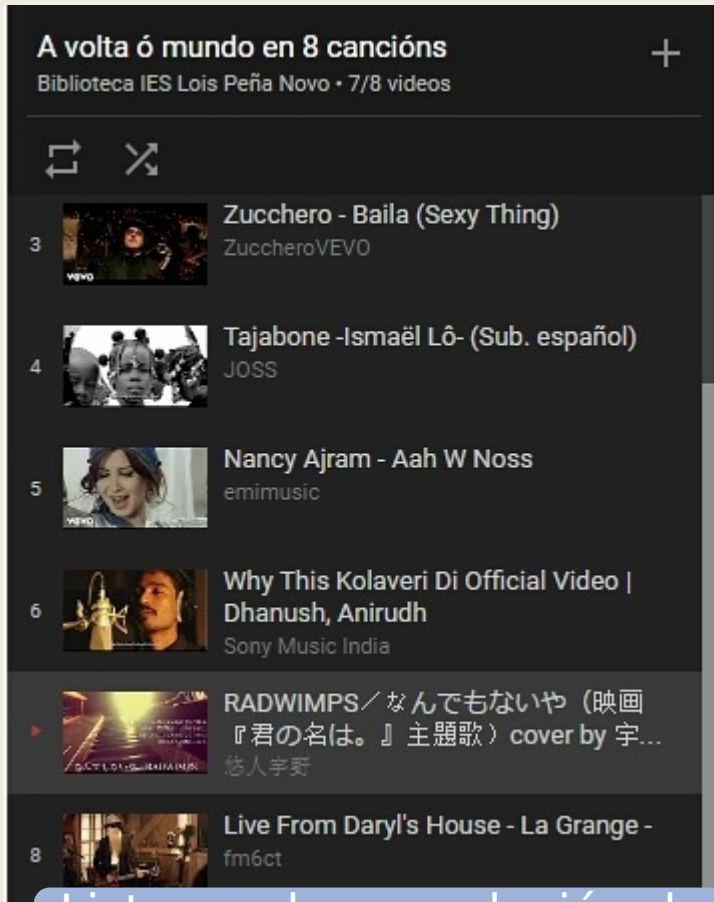 A volta ó mundo en 8 cancións
Biblioteca IES Lois Peña Novo • 7/8 videos
3
Zucchero - Baila (Sexy Thing)
ZuccheroVEVO
vevo
4
Tajabone -Ismaël Lô- (Sub. español)
JOSS
5
Nancy Ajram - Aah W Noss
emimusic
vevo
6
Why This Kolaveri Di Official Video |
Dhanush, Anirudh
Sony Music India
RADWIMPS／なんでもないや（映画
『君の名は。』主題歌）cover by 宇...
悠人宇野
8
Live From Daryl's House - La Grange -
fm6ct